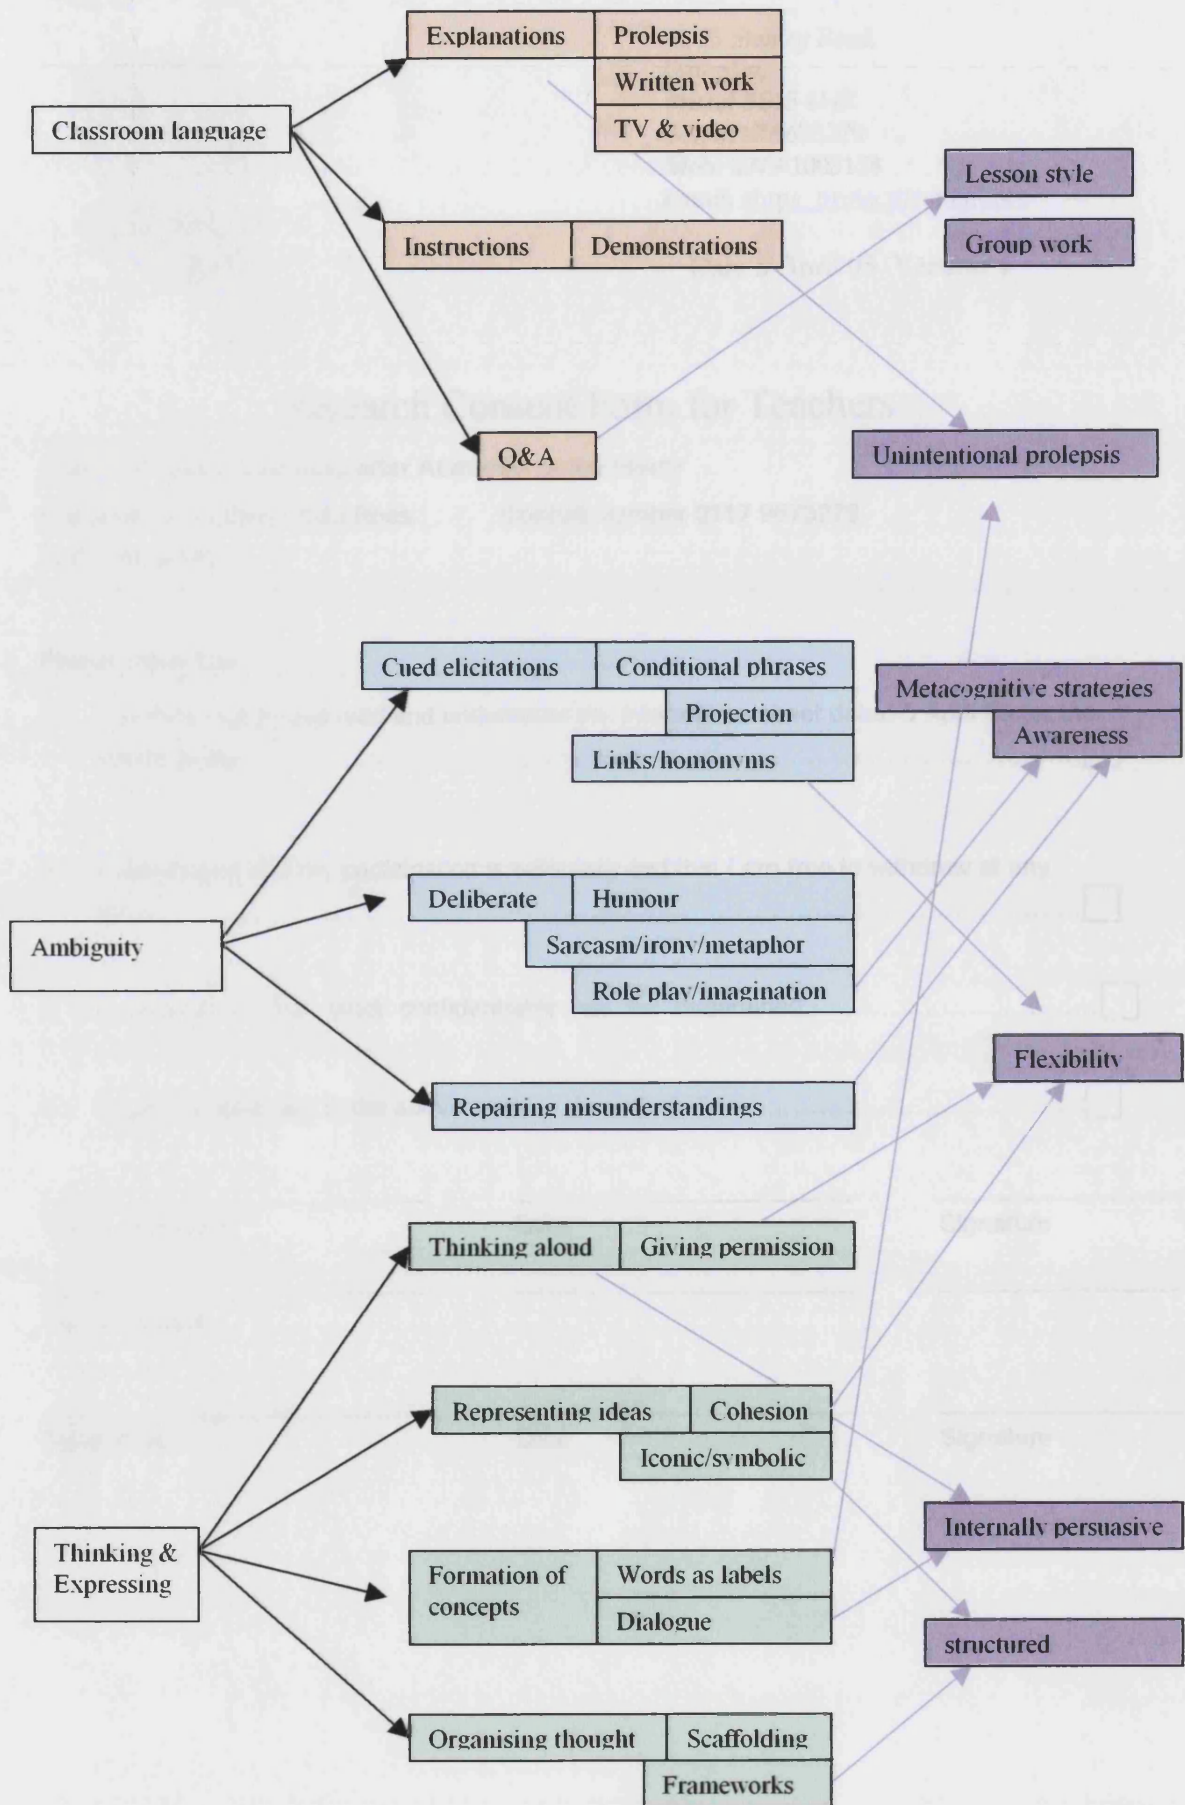 Explanations
Prolepsis
Written work
TV & video
Classroom language
Instructions
Demonstrations
Q&A
Lesson style
Group work
Unintentional prolepsis
Cued elicitations
Conditional phrases
Projection
Links/homonyms
Metacognitive strategies
Awareness
Ambiguity
Deliberate
Humour
Sarcasm/irony/metaphor
Role play/imagination
Repairing misunderstandings
Flexibility
Thinking aloud
Giving permission
Signature
Representing ideas
Cohesion
Iconic/symbolic
Signature
Thinking &
Expressing
Formation of
concepts
Words as labels
Dialogue
Internally persuasive
structured
Organising thought
Scaffolding
Frameworks